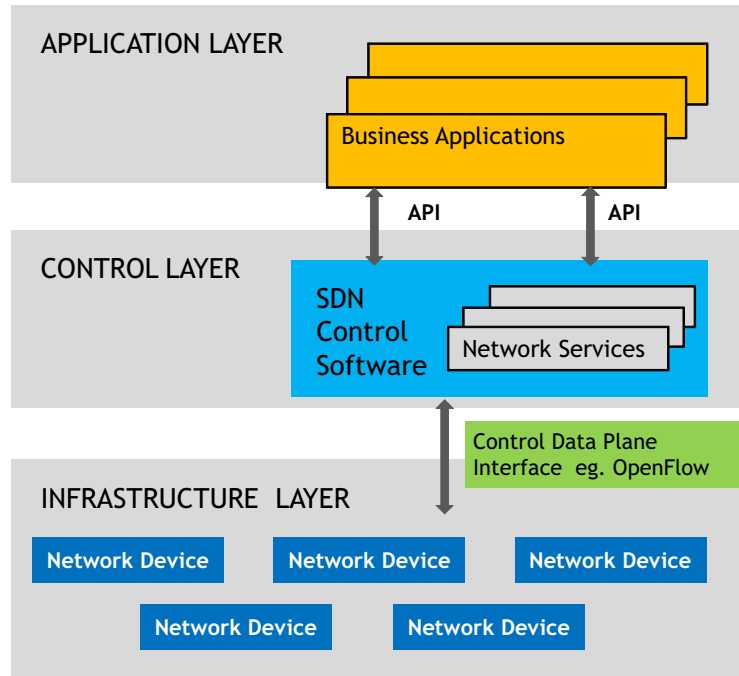 APPLICATION LAYER
Business Applications
API
API
CONTROL LAYER
SDN
Control
Software
Network Services
Control Data Plane
Interface eg. OpenFlow
INFRASTRUCTURE LAYER
Network Device
Network Device
Network Device
Network Device
Network Device